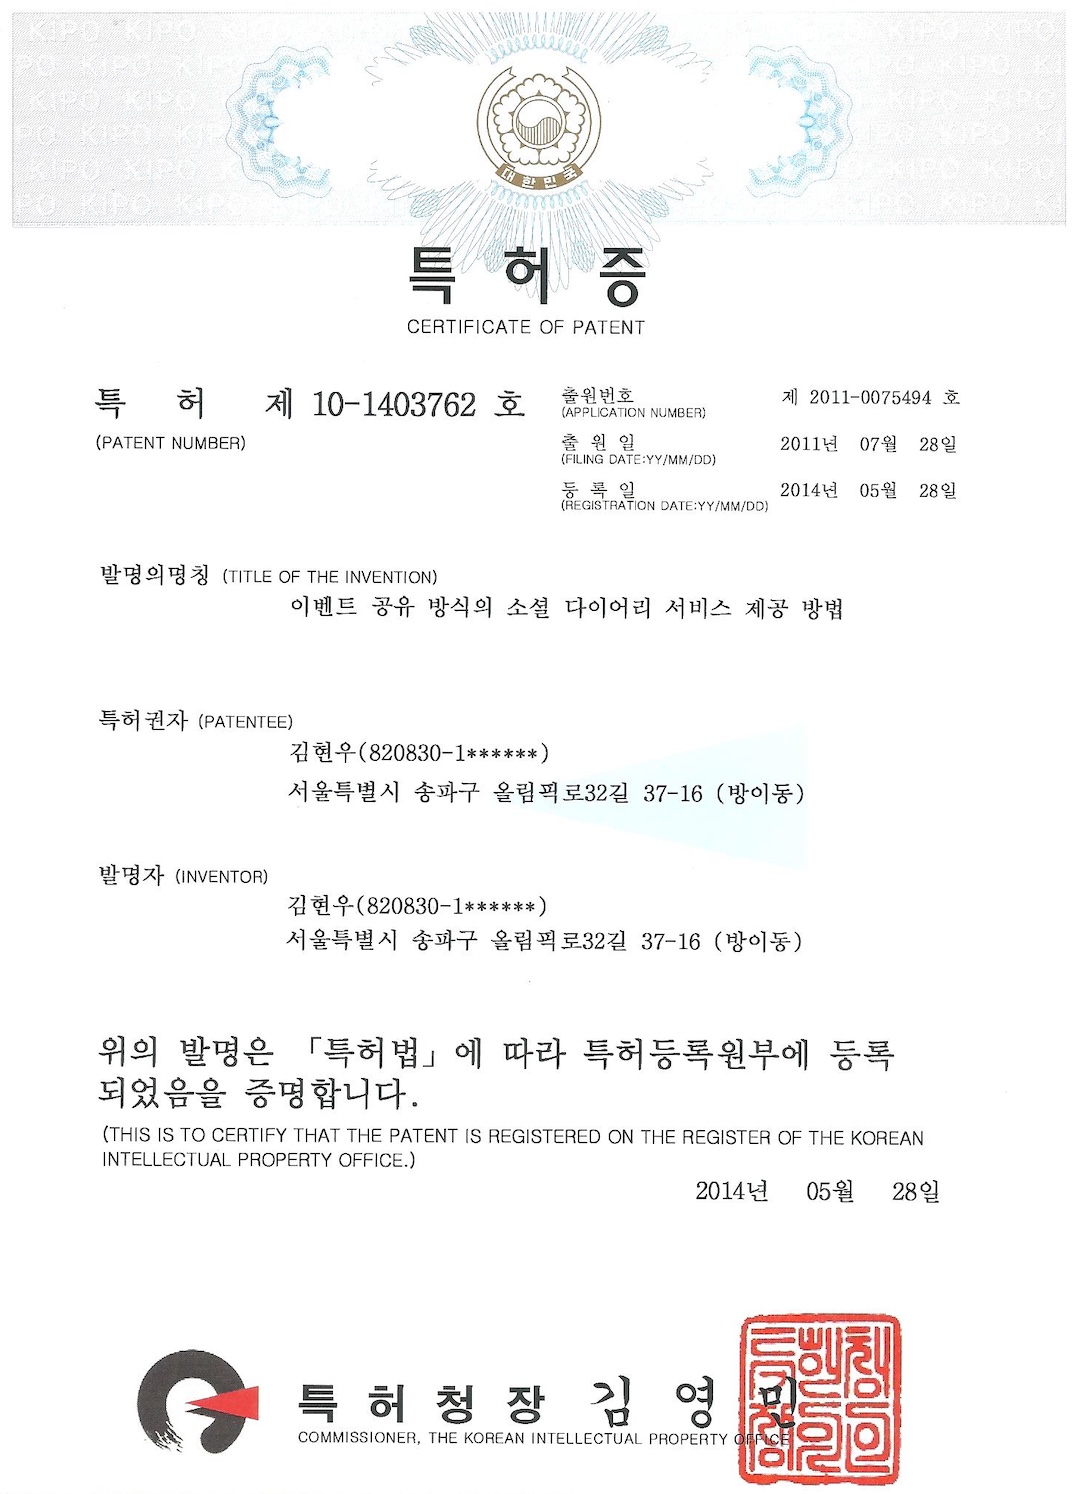 KIPO KIPO
대한민국
특 허 증
CERTIFICATE OF PATENT
특 허 제 10-1403762 호
(PATENT NUMBER)
출원번호 제 2011-0075494 호
(APPLICATION NUMBER)
출 원 일 2011년 07월 28일
(FILING DATE:YY/MM/DD)
등 록 일 2014년 05월 28일
(REGISTRATION DATE:YY/MM/DD)
발명의명칭 (TITLE OF THE INVENTION)
이벤트 공유 방식의 소셜 다이어리 서비스 제공 방법
특허권자 (PATENTEE)
김현우(820830-1******)
서울특별시 송파구 올림픽로32길 37-16 (방이동)
발명자 (INVENTOR)
김현우(820830-1******)
서울특별시 송파구 올림픽로32길 37-16 (방이동)
위의 발명은 「특허법」에 따라 특허등록원부에 등록
되었음을 증명합니다.
(THIS IS TO CERTIFY THAT THE PATENT IS REGISTERED ON THE REGISTER OF THE KOREAN
INTELLECTUAL PROPERTY OFFICE.)
2014년 05월 28일
특 허 청 장 김 영 민
COMMISSIONER, THE KOREAN INTELLECTUAL PROPERTY OFFICE